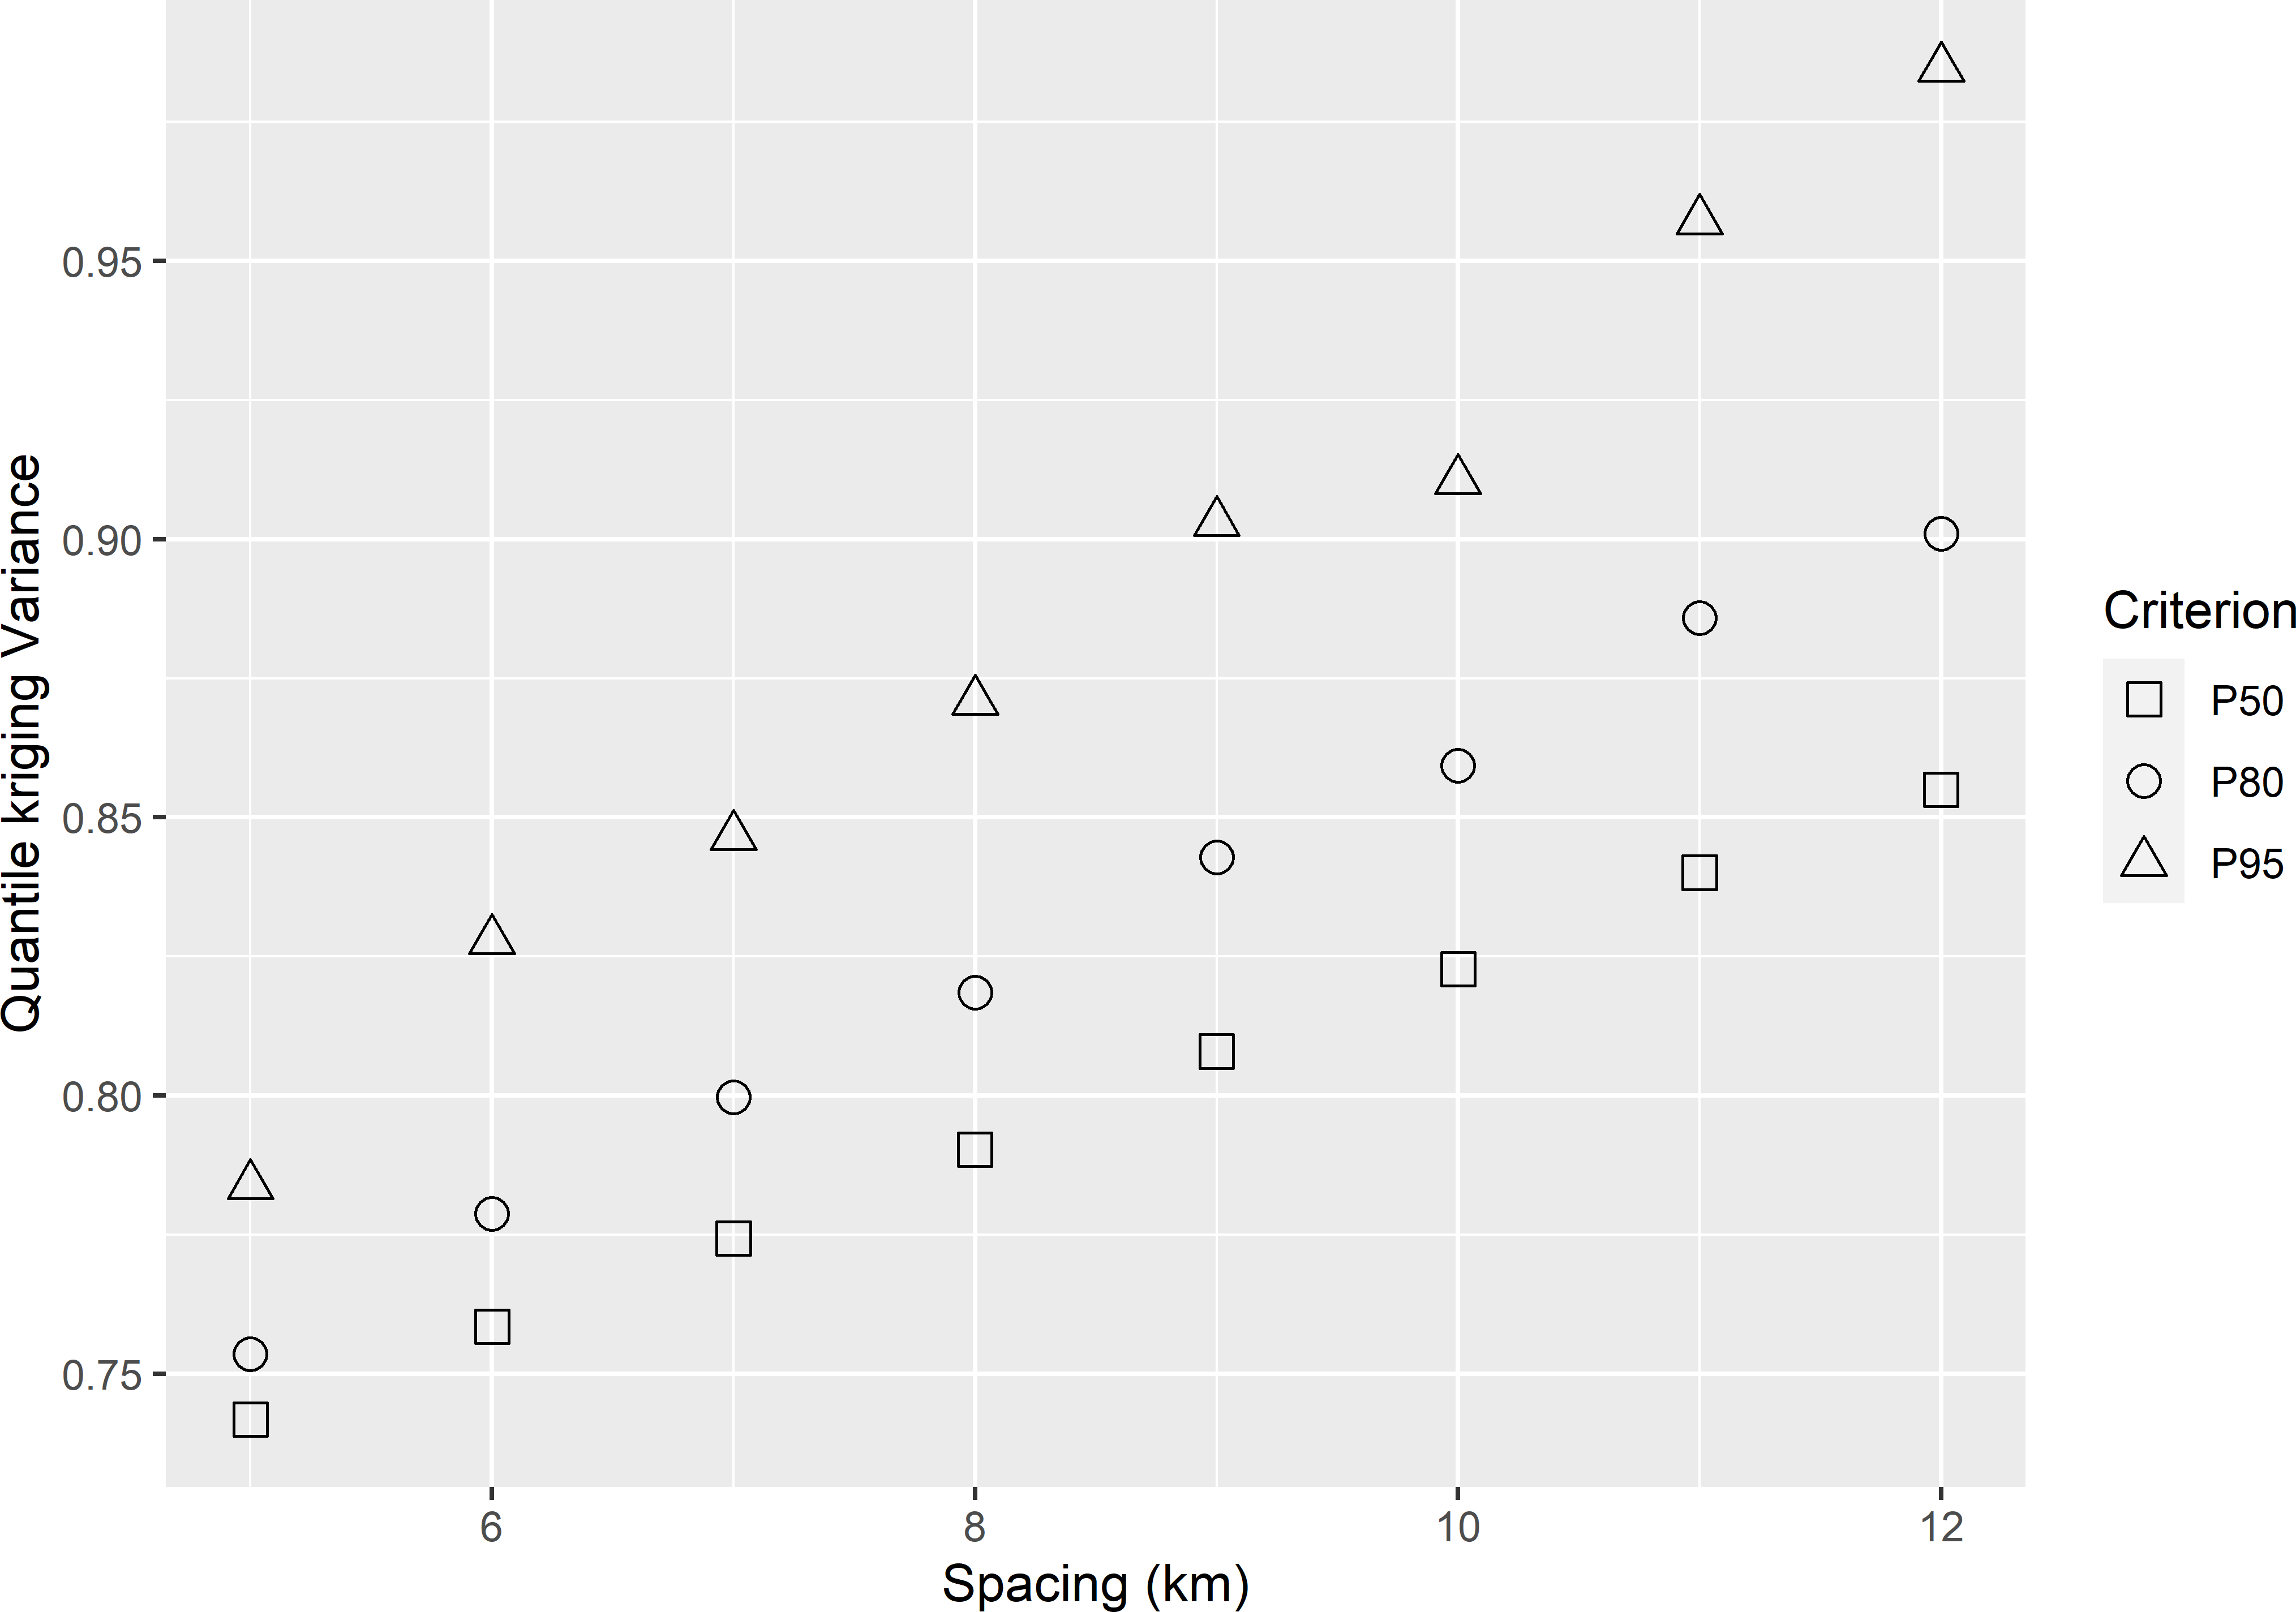 Quantile kriging Variance
0.95
0.90
0.85
0.80
0.75
6 8 10 12
Spacing (km)
Criterion
P50
P80
P95